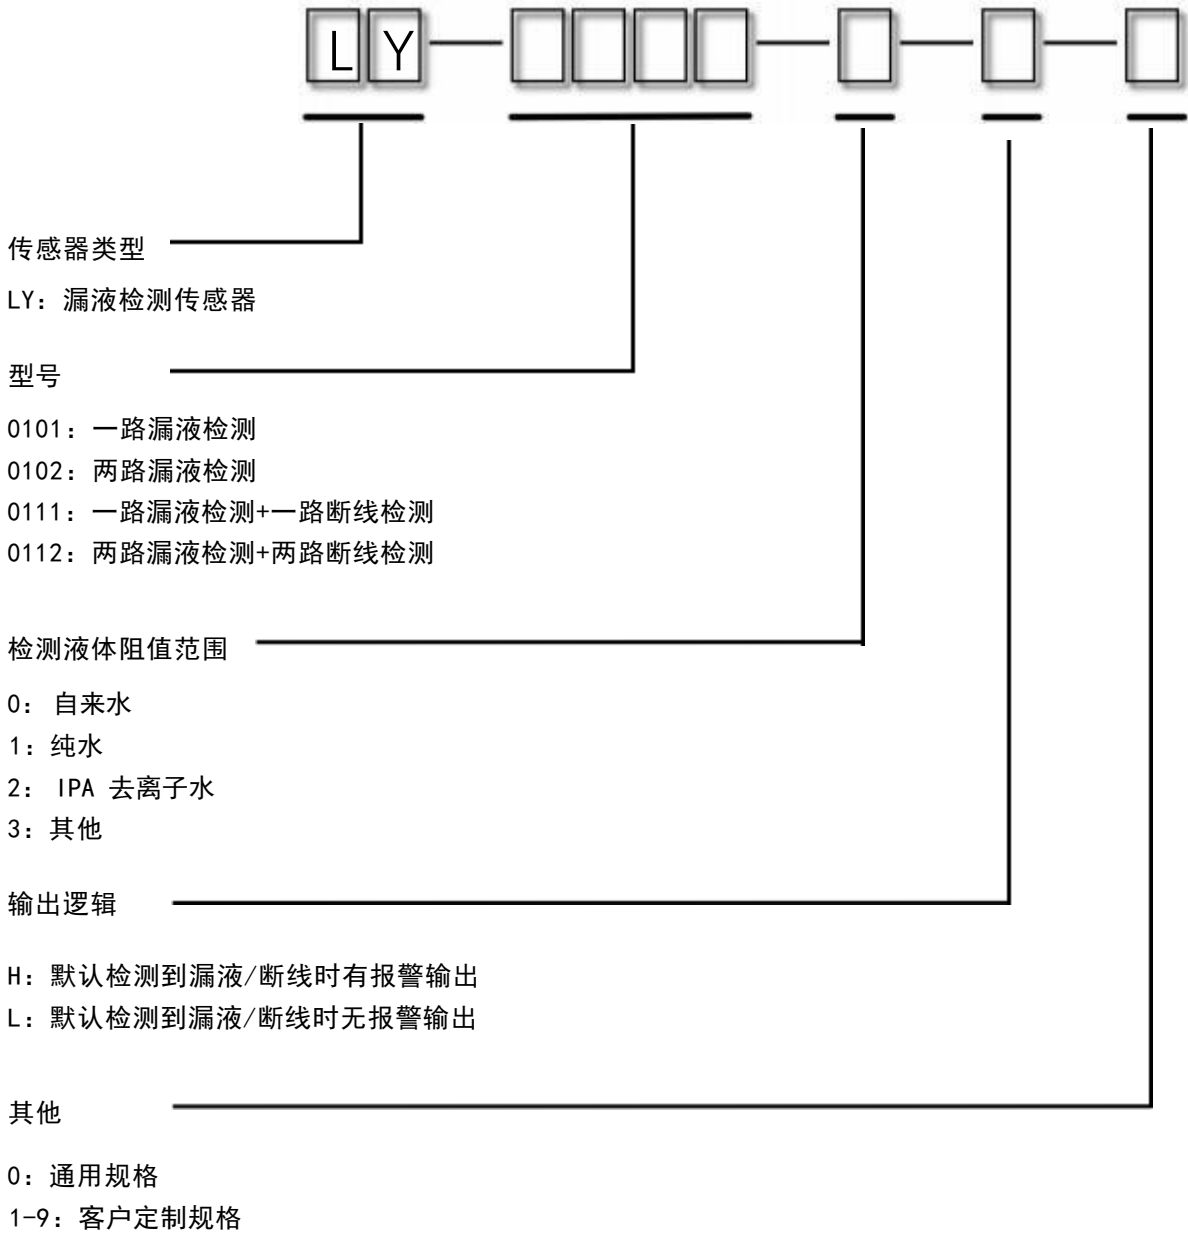 LY
传感器类型
LY：漏液检测传感器
型号
0101：一路漏液检测
0102：两路漏液检测
0111：一路漏液检测+一路断线检测
0112：两路漏液检测+两路断线检测
检测液体阻值范围
0： 自来水
1：纯水
2： IPA 去离子水
3：其他
输出逻辑
H：默认检测到漏液/断线时有报警输出
L：默认检测到漏液/断线时无报警输出
其他
0：通用规格
1-9：客户定制规格